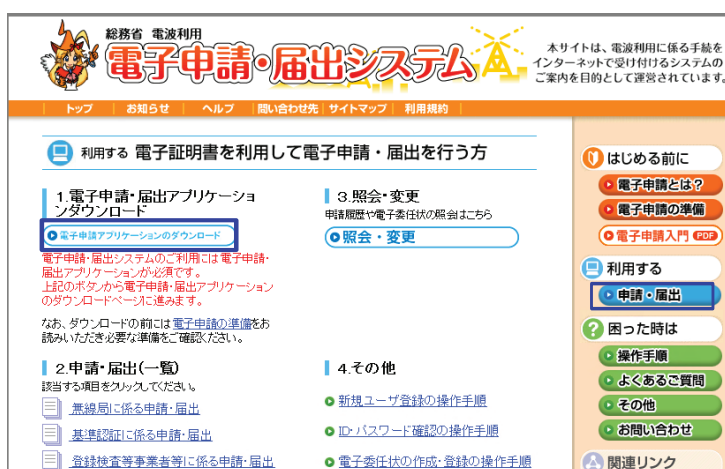 総務省 電波利用
電子申請・届出システム
本サイトは、電波利用に係る手続を
インターネットで受け付けるシステムの
ご案内を目的として運営されています。
トップ | お知らせ | ヘルプ | 問い合わせ先 | サイトマップ | 利用規約
利用する 電子証明書を利用して電子申請・届出を行う方
1.電子申請・届出アプリケーショ
ンダウンロード
電子申請アプリケーションのダウンロード
電子申請・届出システムのご利用には電子申請・
届出アプリケーションが必須です。
上記のボタンから電子申請・届出アプリケーション
のダウンロードページに進みます。
なお、ダウンロードの前には電子申請の準備をお
読みいただき必要な準備をご確認ください。
2.申請・届出(一覧)
該当する項目をクリックしてください。
無線局に係る申請・届出
基準認証に係る申請・届出
登録検査等事業者等に係る申請・届出
3.照会・変更
申請履歴や電子委任状の照会はこちら
照会・変更
4.その他
新規ユーザ登録の操作手順
ID・パスワード確認の操作手順
電子委任状の作成・登録の操作手順
はじめる前に
電子申請とは?
電子申請の準備
電子申請入門 PDF
利用する
申請・届出
困った時は
操作手順
よくあるご質問
その他
お問い合わせ
関連リンク